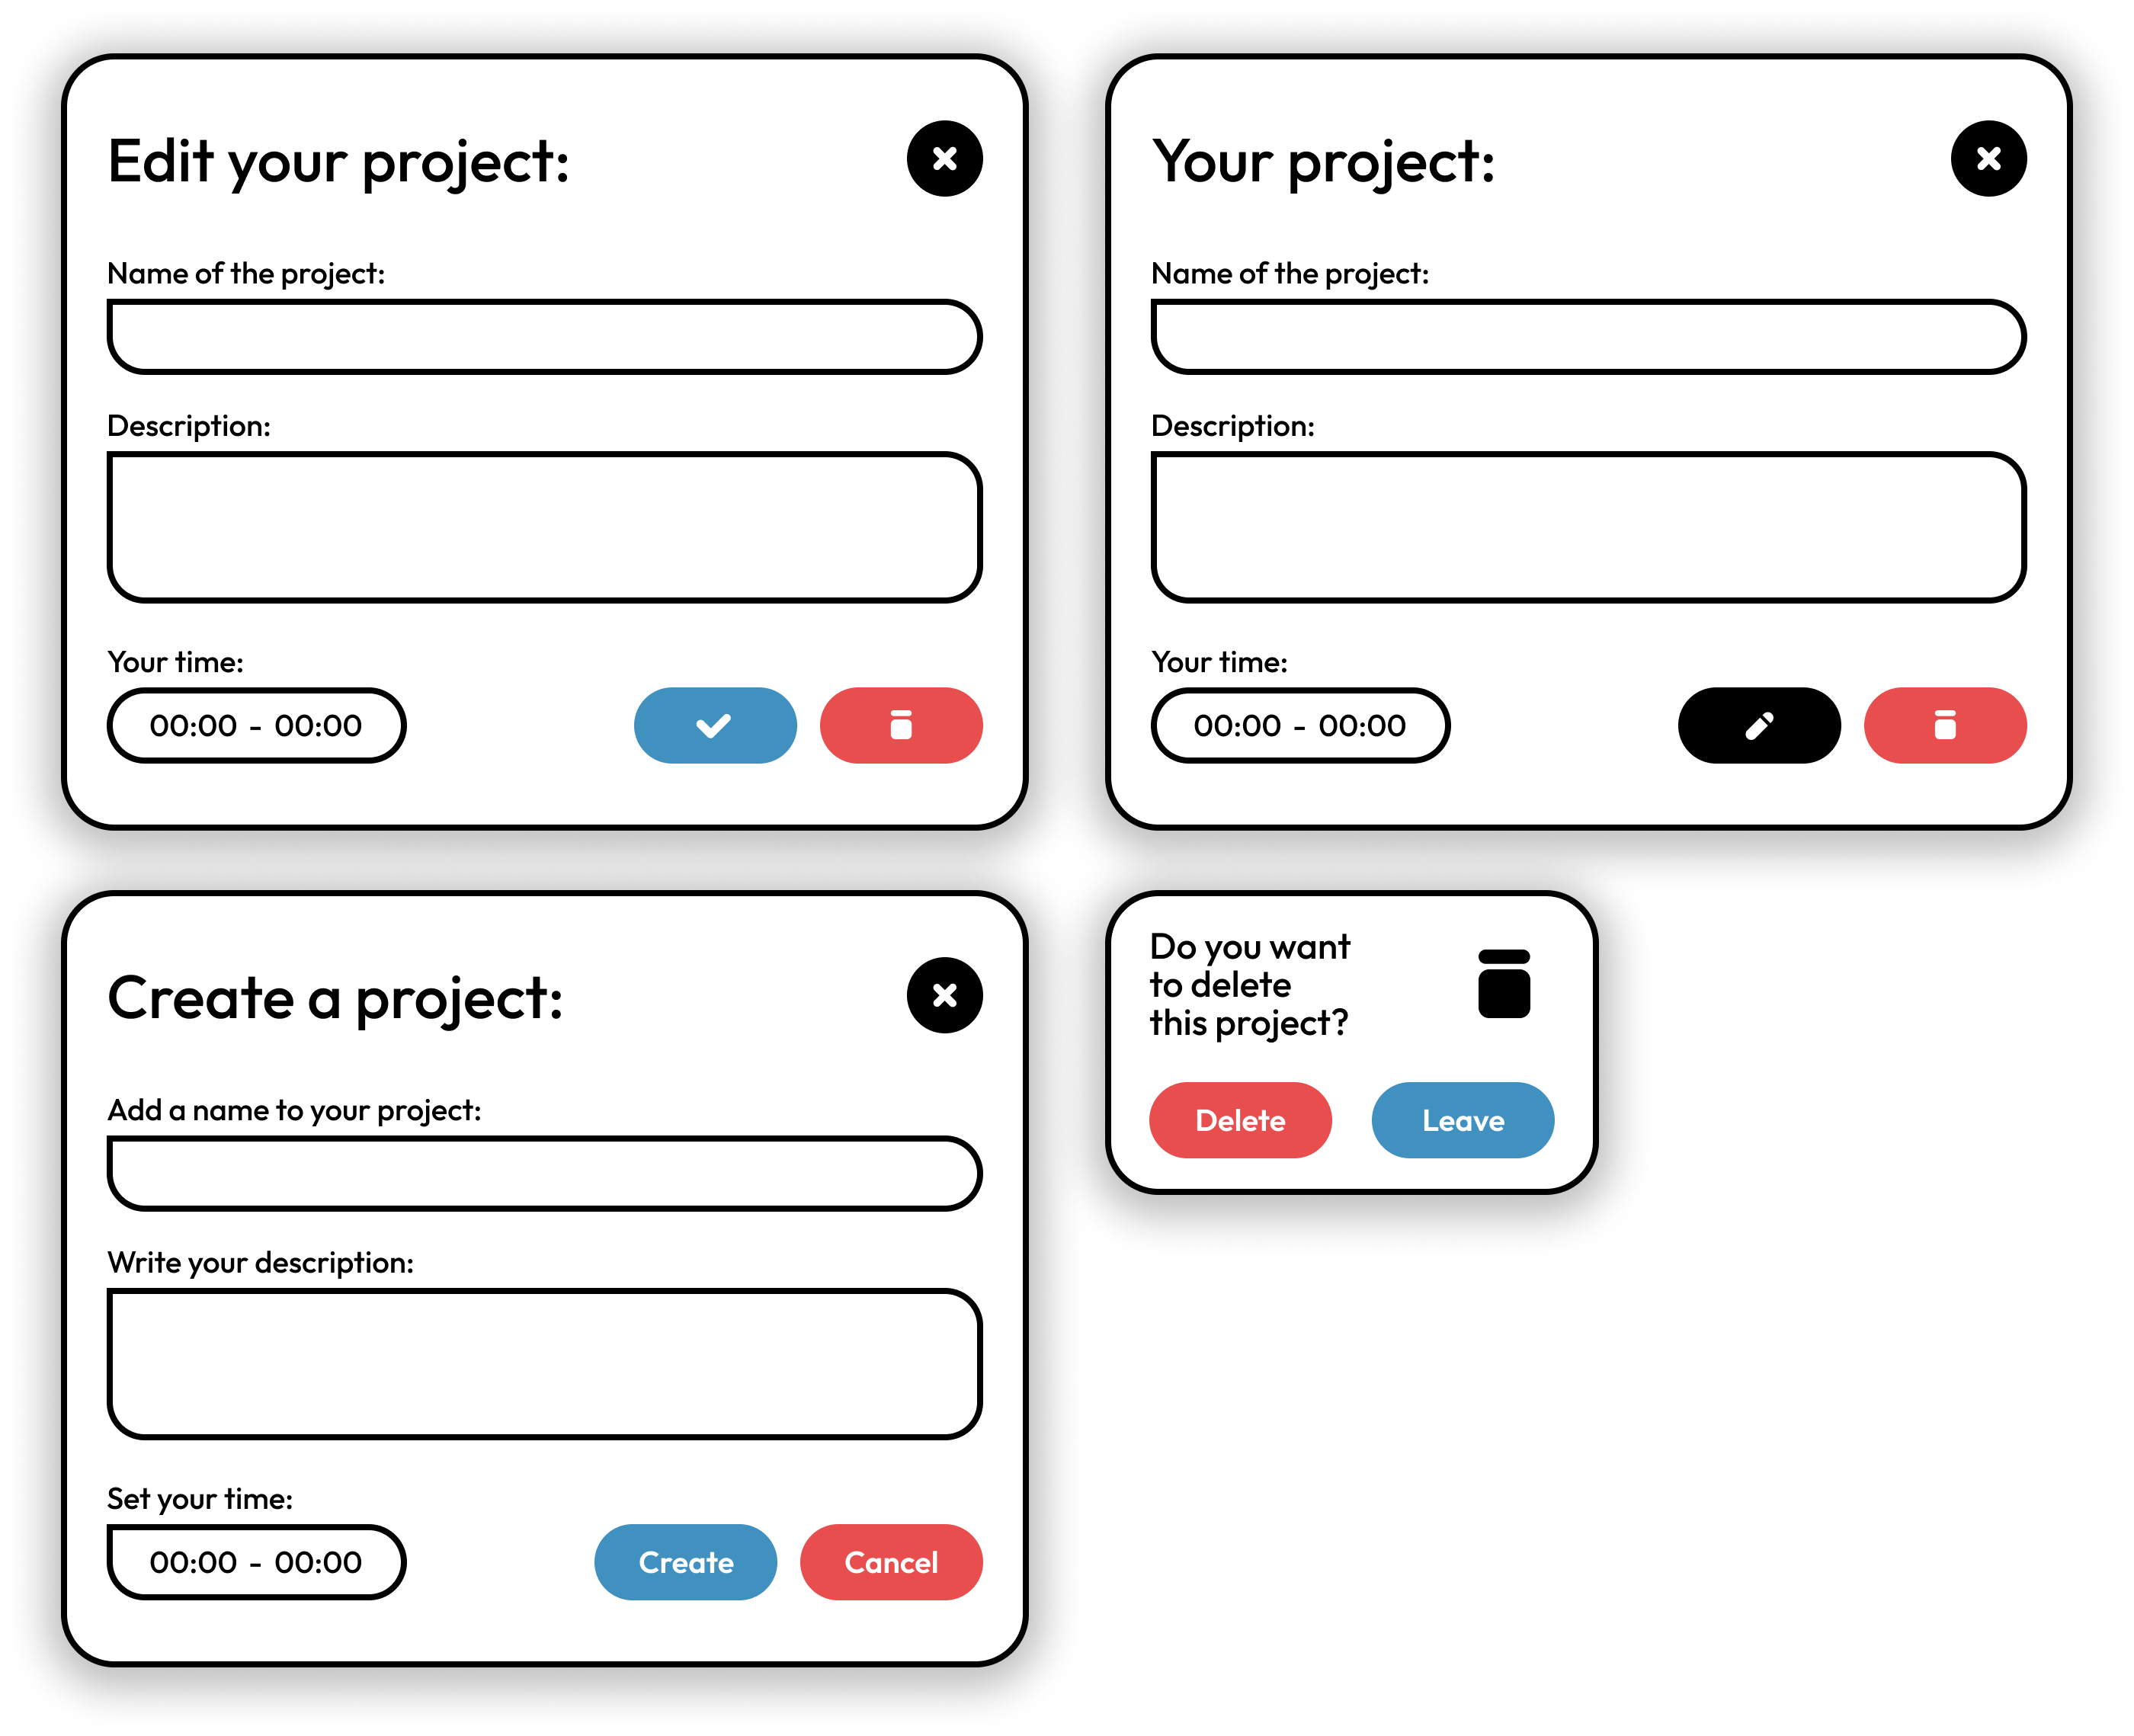 Edit your project:
Name of the project:
Description:
Your time:
00:00 - 00:00
Your project:
Name of the project:
Description:
Your time:
00:00 - 00:00
Create a project:
Add a name to your project:
Write your description:
Set your time:
00:00 - 00:00
Create
Cancel
Do you want
to delete
this project?
Delete
Leave